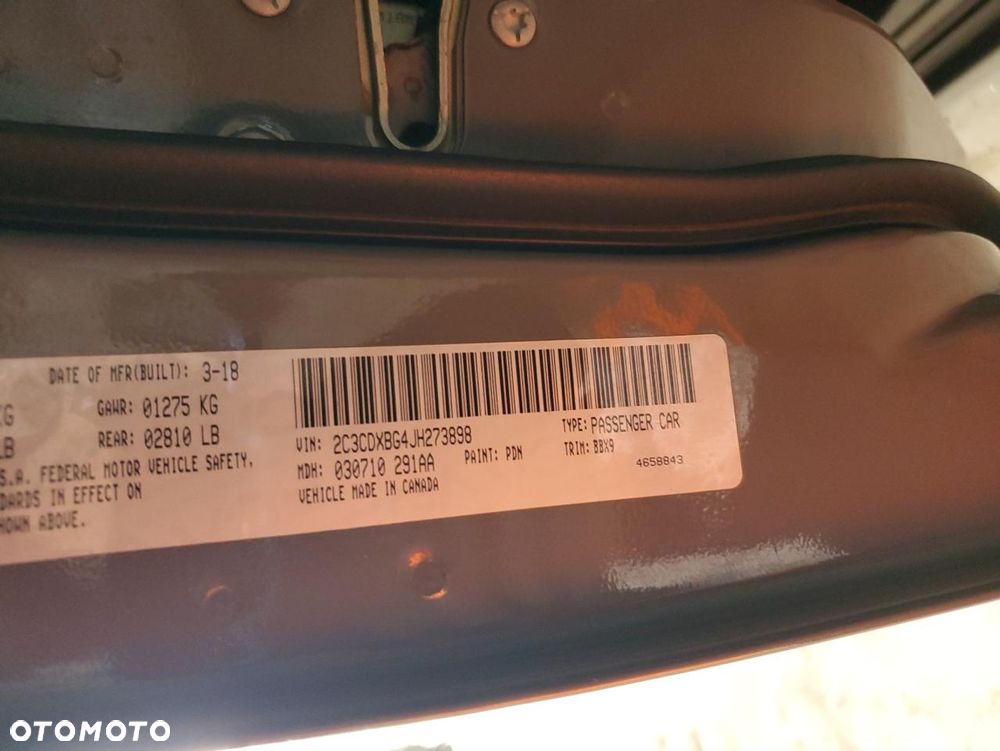 DATE OF MFR(BUILT): 3-18
KG GAWR: 01275 KG
LB REAR: 02810 LB
S.A. FEDERAL MOTOR VEHICLE SAFETY,
DARDS IN EFFECT ON
HOWN ABOVE.
VIN: 2C3CDXBG4JH273898 TYPE: PASSENGER CAR
MDH: 030710 291AA PAINT: PDN TRIM: BBX9
VEHICLE MADE IN CANADA 4658843
OTOMOTO